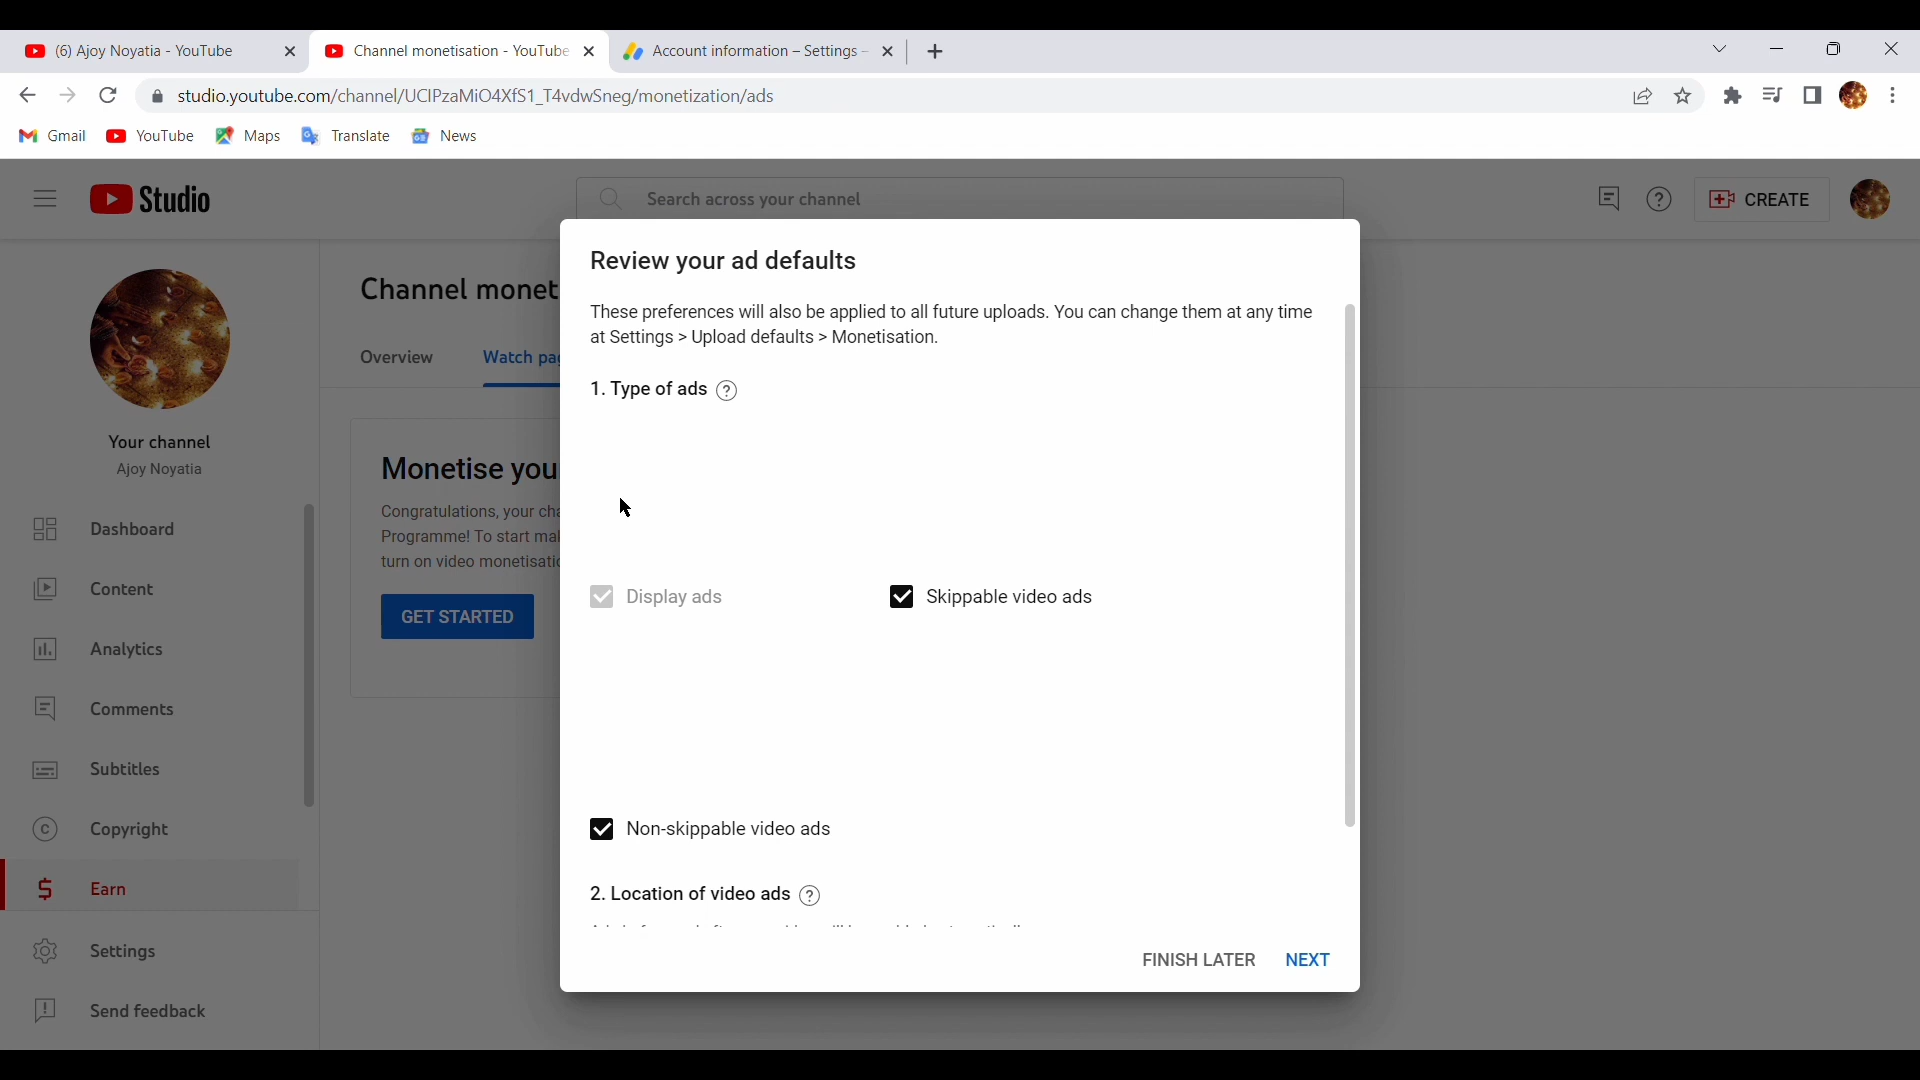 (6) Ajoy Noyatia - YouTube
Channel monetisation - YouTube
Account information – Settings –
studio.youtube.com/channel/UCIPzaMiO4XfS1_T4vdwSneg/monetization/ads
Gmail
YouTube
Maps
Translate
News
Studio
Search across your channel
CREATE
Your channel
Ajoy Noyatia
Dashboard
Content
Analytics
Comments
Subtitles
Copyright
Earn
Settings
Send feedback
Channel monet
Overview
Watch pag
Monetise you
Congratulations, your cha
Programme! To start mak
turn on video monetisatio
GET STARTED
Review your ad defaults
These preferences will also be applied to all future uploads. You can change them at any time
at Settings > Upload defaults > Monetisation.
1. Type of ads
Display ads
Skippable video ads
Non-skippable video ads
2. Location of video ads
FINISH LATER
NEXT